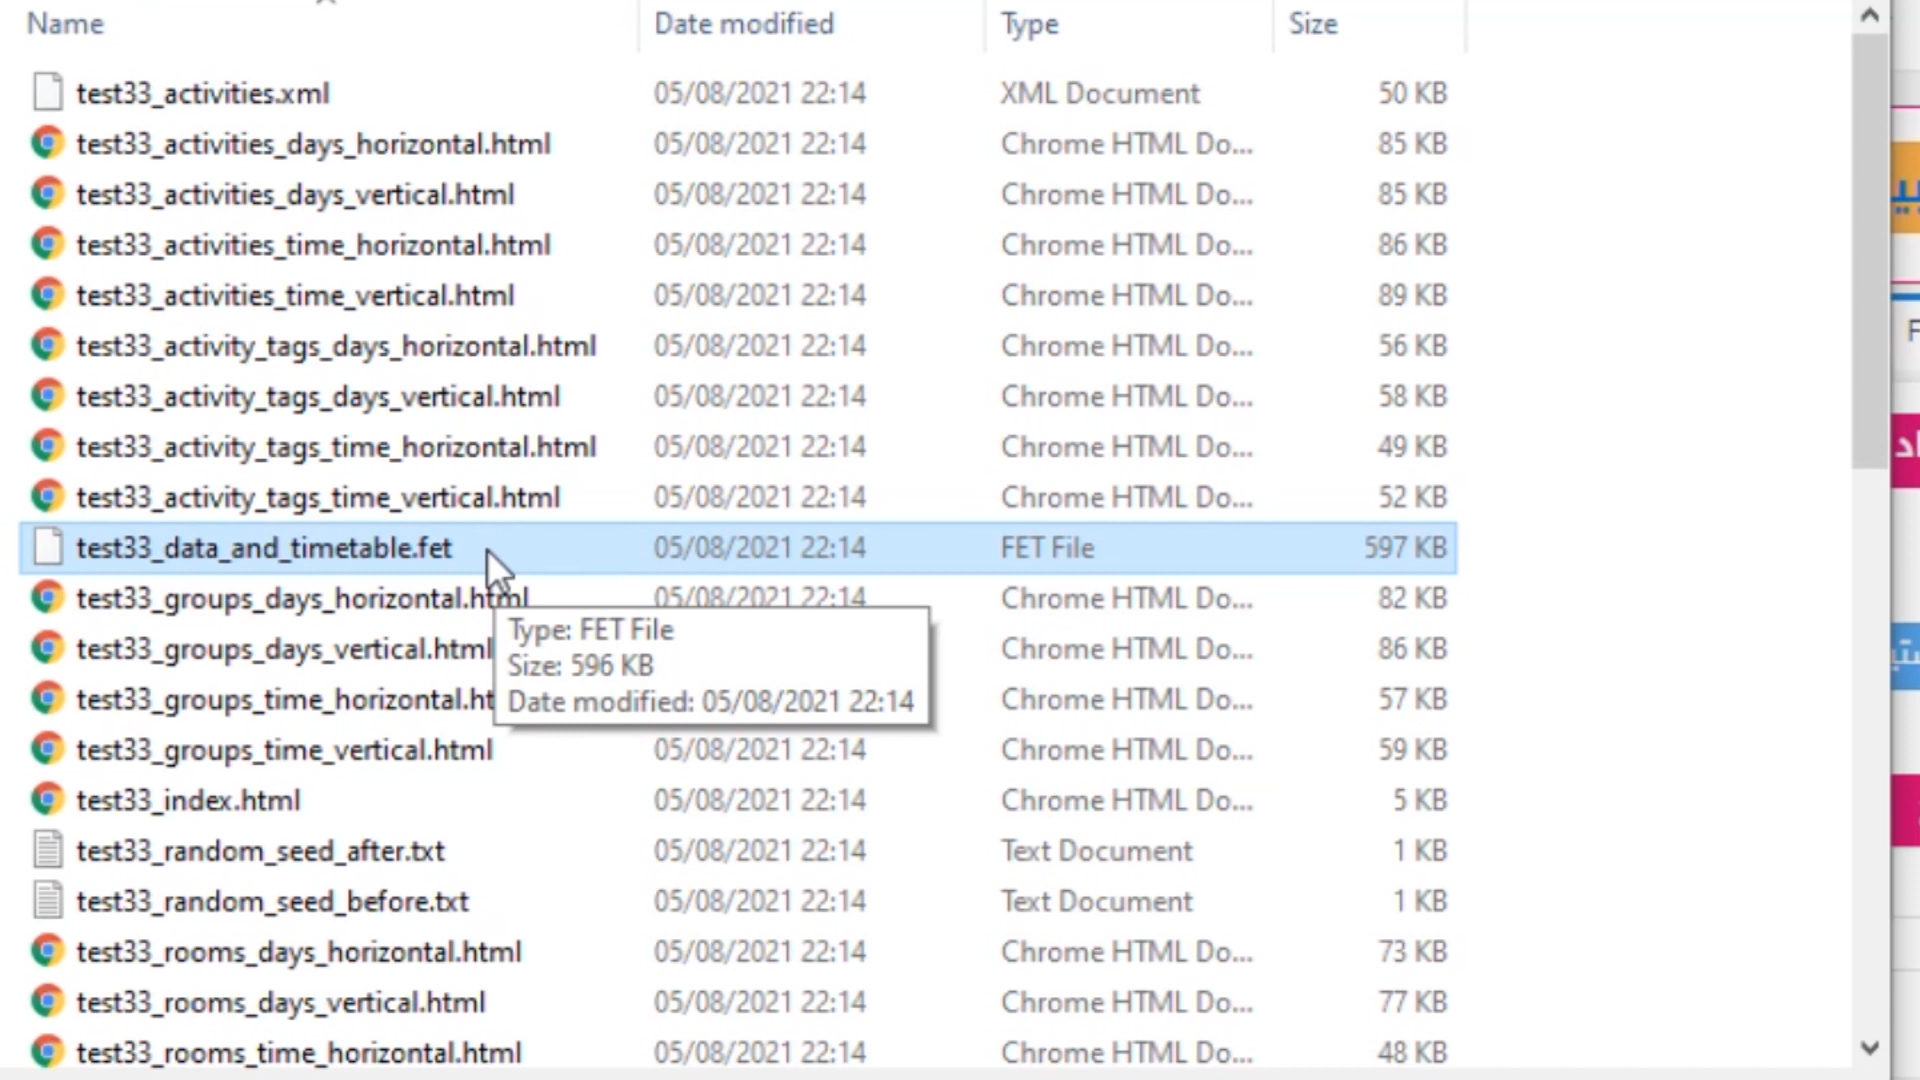 Name Date modified Type Size
test33_activities.xml 05/08/2021 22:14 XML Document 50 KB
test33_activities_days_horizontal.html 05/08/2021 22:14 Chrome HTML Do... 85 KB
test33_activities_days_vertical.html 05/08/2021 22:14 Chrome HTML Do... 85 KB
test33_activities_time_horizontal.html 05/08/2021 22:14 Chrome HTML Do... 86 KB
test33_activities_time_vertical.html 05/08/2021 22:14 Chrome HTML Do... 89 KB
test33_activity_tags_days_horizontal.html 05/08/2021 22:14 Chrome HTML Do... 56 KB
test33_activity_tags_days_vertical.html 05/08/2021 22:14 Chrome HTML Do... 58 KB
test33_activity_tags_time_horizontal.html 05/08/2021 22:14 Chrome HTML Do... 49 KB
test33_activity_tags_time_vertical.html 05/08/2021 22:14 Chrome HTML Do... 52 KB
test33_data_and_timetable.fet 05/08/2021 22:14 FET File 597 KB
test33_groups_days_horizontal.html 05/08/2021 22:14 Chrome HTML Do... 82 KB
Type: FET File
test33_groups_days_vertical.html Chrome HTML Do... 86 KB
Size: 596 KB
test33_groups_time_horizontal.ht Chrome HTML Do... 57 KB
Date modified: 05/08/2021 22:14
test33_groups_time_vertical.html 05/08/2021 22:14 Chrome HTML Do... 59 KB
test33_index.html 05/08/2021 22:14 Chrome HTML Do... 5 KB
test33_random_seed_after.txt 05/08/2021 22:14 Text Document 1 KB
test33_random_seed_before.txt 05/08/2021 22:14 Text Document 1 KB
test33_rooms_days_horizontal.html 05/08/2021 22:14 Chrome HTML Do... 73 KB
test33_rooms_days_vertical.html 05/08/2021 22:14 Chrome HTML Do... 77 KB
test33_rooms_time_horizontal.html 05/08/2021 22:14 Chrome HTML Do... 48 KB